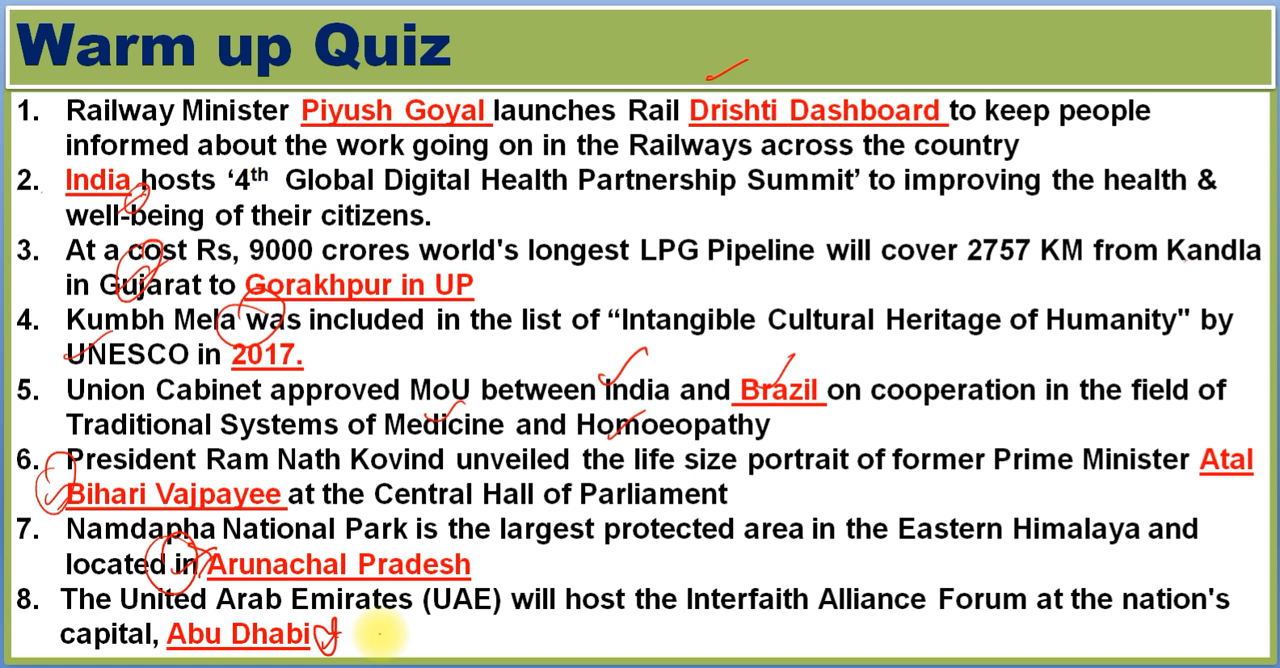 Warm up Quiz
1. Railway Minister Piyush Goyal launches Rail Drishti Dashboard to keep people
informed about the work going on in the Railways across the country
2. India hosts ‘4th Global Digital Health Partnership Summit’ to improving the health &
well-being of their citizens.
3. At a cost Rs, 9000 crores world's longest LPG Pipeline will cover 2757 KM from Kandla
in Gujarat to Gorakhpur in UP
4. Kumbh Mela was included in the list of “Intangible Cultural Heritage of Humanity" by
UNESCO in 2017.
5. Union Cabinet approved MoU between India and Brazil on cooperation in the field of
Traditional Systems of Medicine and Homoeopathy
6. President Ram Nath Kovind unveiled the life size portrait of former Prime Minister Atal
Bihari Vajpayee at the Central Hall of Parliament
7. Namdapha National Park is the largest protected area in the Eastern Himalaya and
located in Arunachal Pradesh
8. The United Arab Emirates (UAE) will host the Interfaith Alliance Forum at the nation's
capital, Abu Dhabi